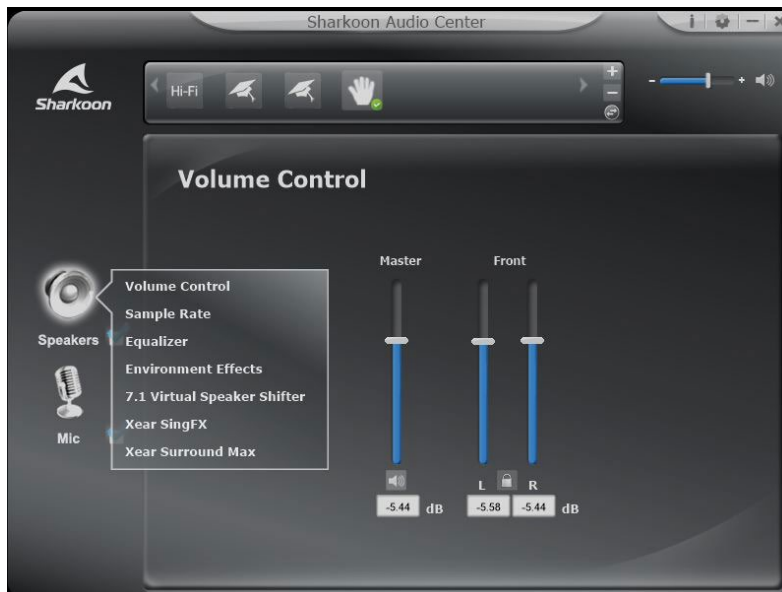 Sharkoon Audio Center
i
Sharkoon
Hi-Fi
- +
Volume Control
Master Front
Volume Control
Sample Rate
Speakers Equalizer
Environment Effects
7.1 Virtual Speaker Shifter
Xear SingFX
Mic
Xear Surround Max
L R
-5.44 dB -5.58 -5.44 dB